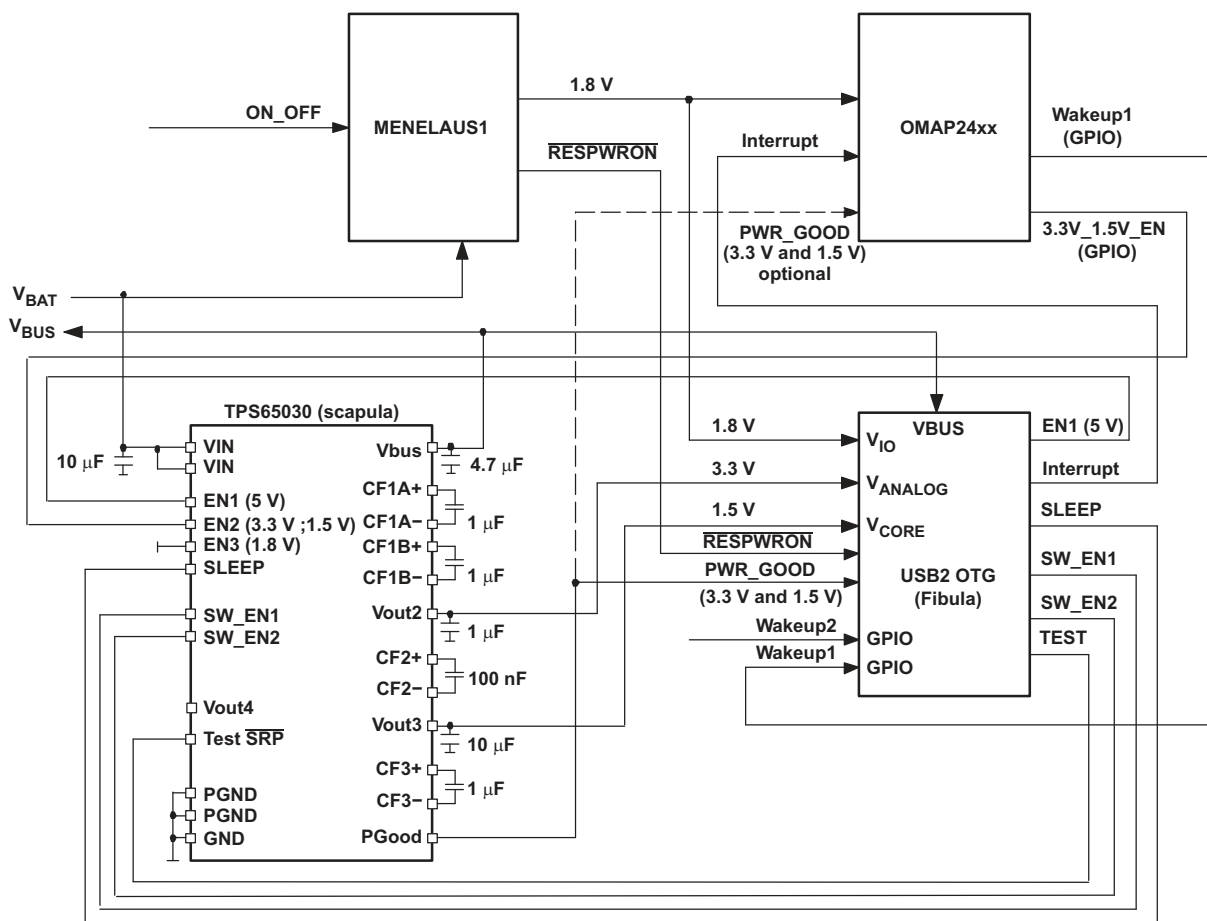 1.8 V
ON_OFF
MENELAUS1
RESPWRON
OMAP24xx
Interrupt
Wakeup1
(GPIO)
PWR_GOOD
(3.3 V and 1.5 V)
optional
3.3V_1.5V_EN
(GPIO)
VBAT
VBUS
TPS65030 (scapula)
VIN
VIN
10 μF
EN1 (5 V)
EN2 (3.3 V ;1.5 V)
EN3 (1.8 V)
SLEEP
SW_EN1
SW_EN2
Vout4
Test SRP
PGND
PGND
GND
Vbus
4.7 μF
CF1A+
CF1A−
1 μF
CF1B+
CF1B−
1 μF
Vout2
1 μF
CF2+
CF2−
100 nF
Vout3
10 μF
CF3+
CF3−
1 μF
PGood
1.8 V
3.3 V
1.5 V
RESPWRON
PWR_GOOD
(3.3 V and 1.5 V)
Wakeup2
Wakeup1
VBUS
VIO
VANALOG
VCORE
USB2 OTG
(Fibula)
GPIO
GPIO
EN1 (5 V)
Interrupt
SLEEP
SW_EN1
SW_EN2
TEST